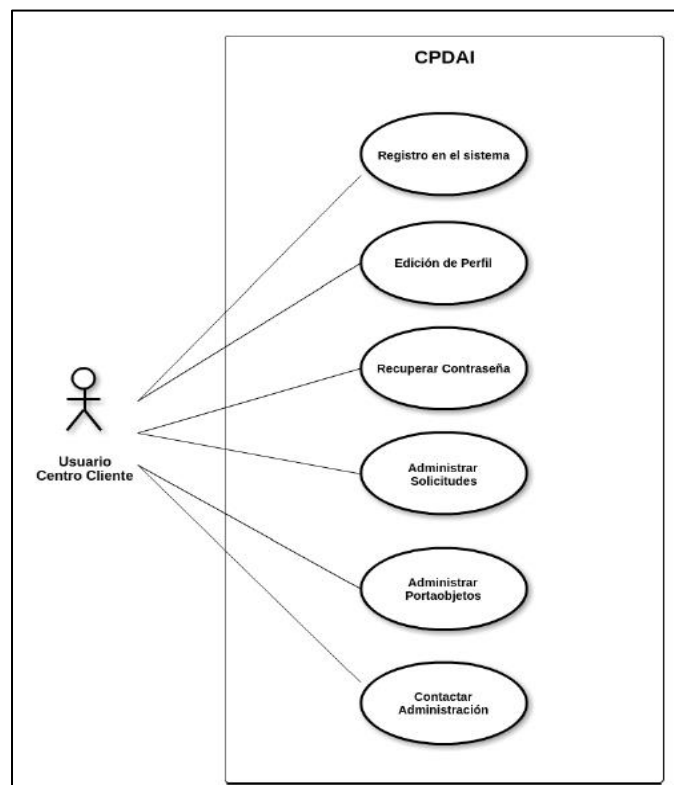 CPDAI
Registro en el sistema
Edición de Perfil
Recuperar Contraseña
Usuario
Centro Cliente
Administrar
Solicitudes
Administrar
Portaobjetos
Contactar
Administración